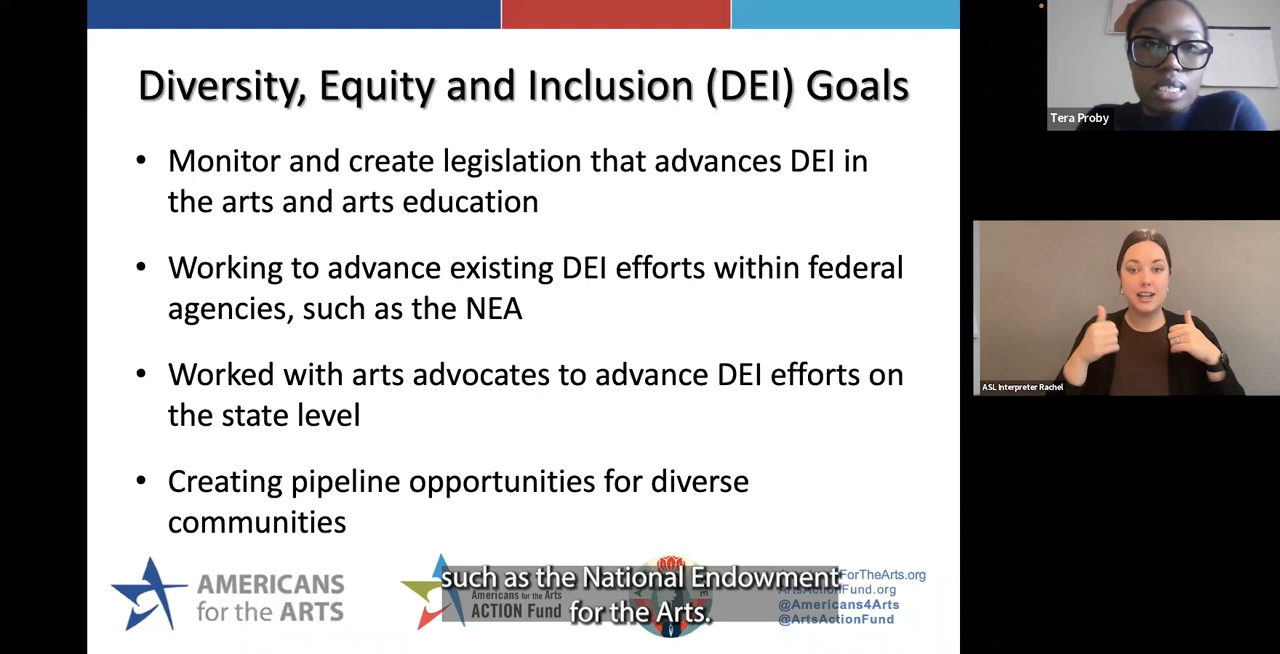 Diversity, Equity and Inclusion (DEI) Goals
• Monitor and create legislation that advances DEI in
the arts and arts education
• Working to advance existing DEI efforts within federal
agencies, such as the NEA
• Worked with arts advocates to advance DEI efforts on
the state level
• Creating pipeline opportunities for diverse
communities
AMERICANS
for the ARTS
Americans for the Arts
ACTION Fund
such as the National Endowment
for the Arts.
ForTheArts.org
ArtsActionFund.org
@Americans4Arts
@ArtsActionFund
Tera Proby
ASL Interpreter Rachel